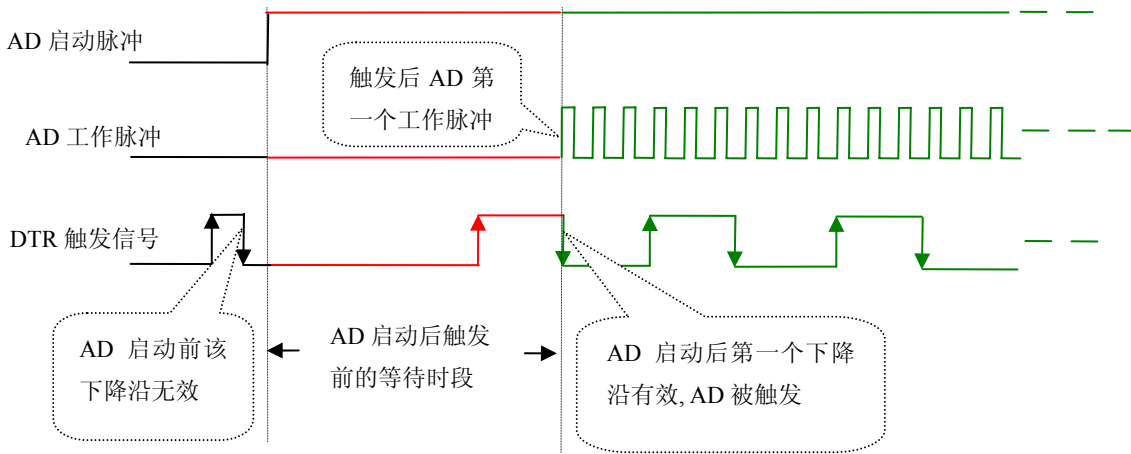 AD 启动脉冲
触发后 AD 第
一个工作脉冲
AD 工作脉冲
DTR 触发信号
AD 启动前该
下降沿无效
AD 启动后触发
前的等待时段
AD 启动后第一个下降
沿有效, AD 被触发